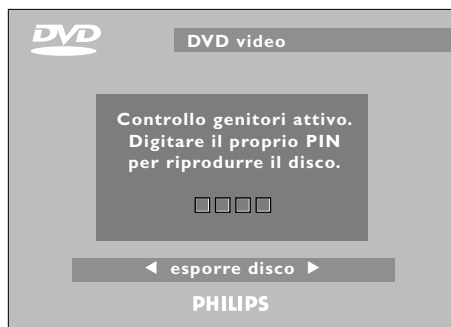 DVD
DVD video
Controllo genitori attivo.
Digitare il proprio PIN
per riprodurre il disco.
esporre disco
PHILIPS